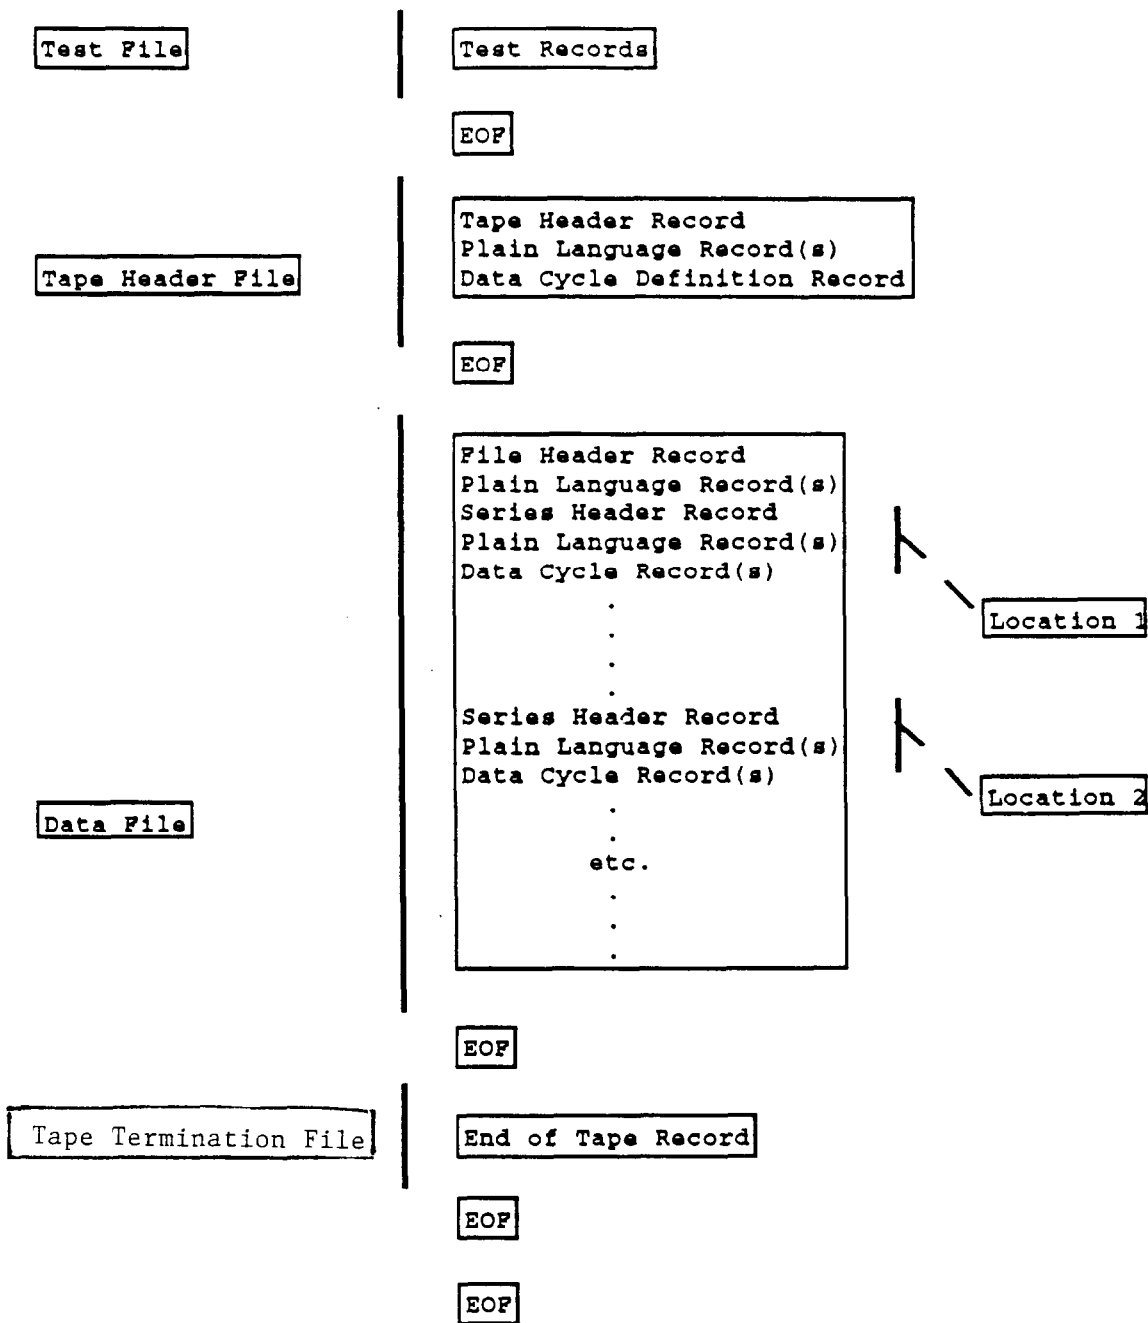 Test File
Test Records
EOF
Tape Header File
Tape Header Record
Plain Language Record(s)
Data Cycle Definition Record
EOF
Data File
File Header Record
Plain Language Record(s)
Series Header Record
Plain Language Record(s)
Data Cycle Record(s)
.
.
.
.
Location 1
Series Header Record
Plain Language Record(s)
Data Cycle Record(s)
.
.
etc.
.
.
.
Location 2
EOF
Tape Termination File
End of Tape Record
EOF
EOF